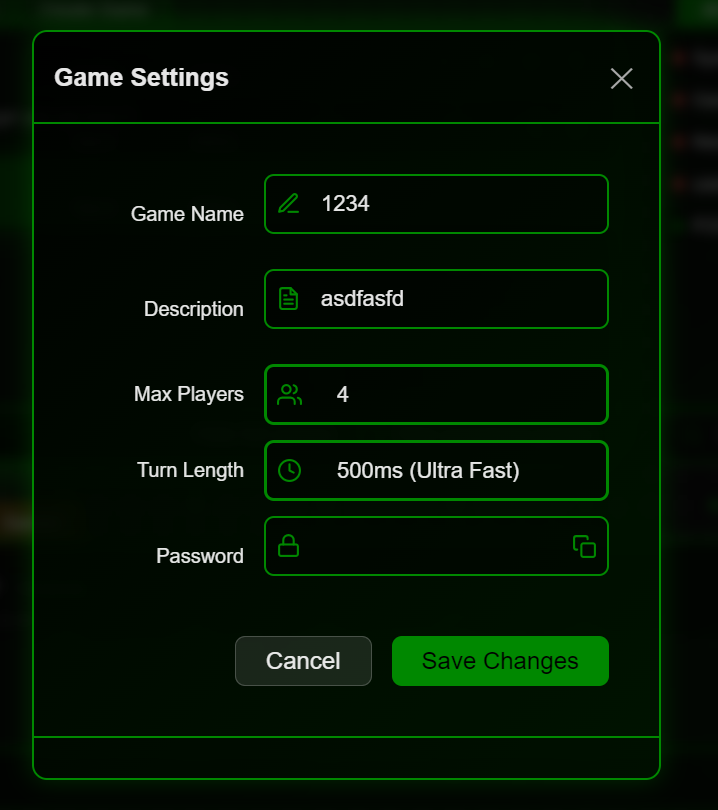 Game Settings
Game Name
1234
Description
asdfasfd
Max Players
4
Turn Length
500ms (Ultra Fast)
Password
Cancel
Save Changes